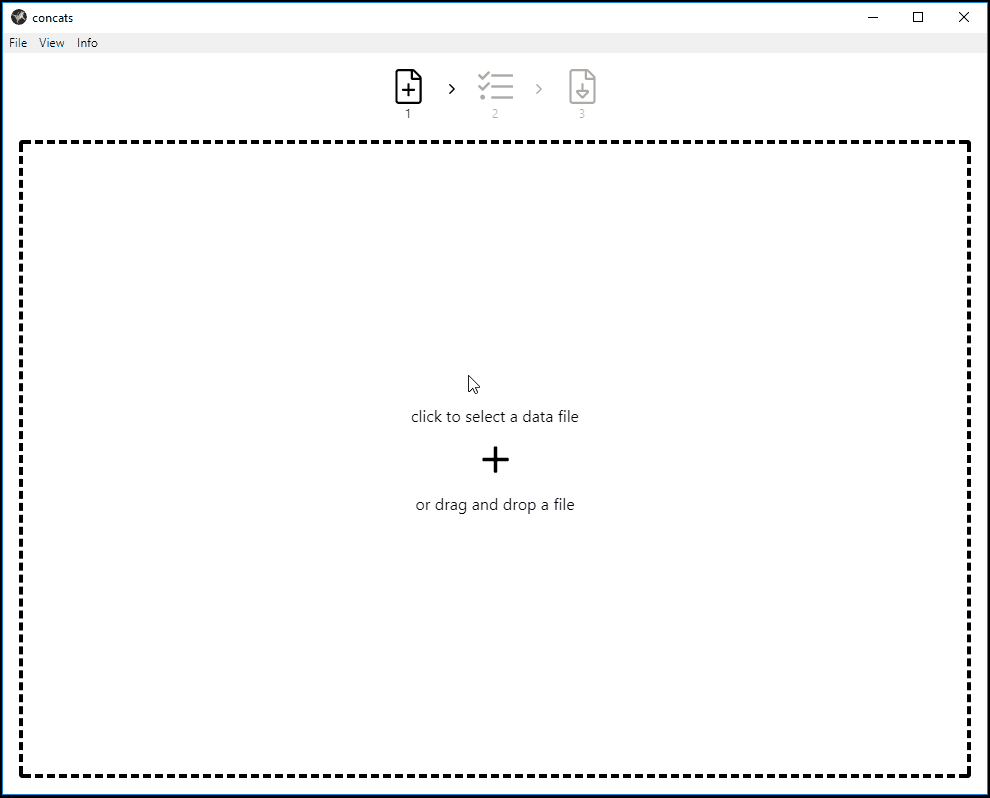 concats
File View Info
1 2 3
click to select a data file
or drag and drop a file